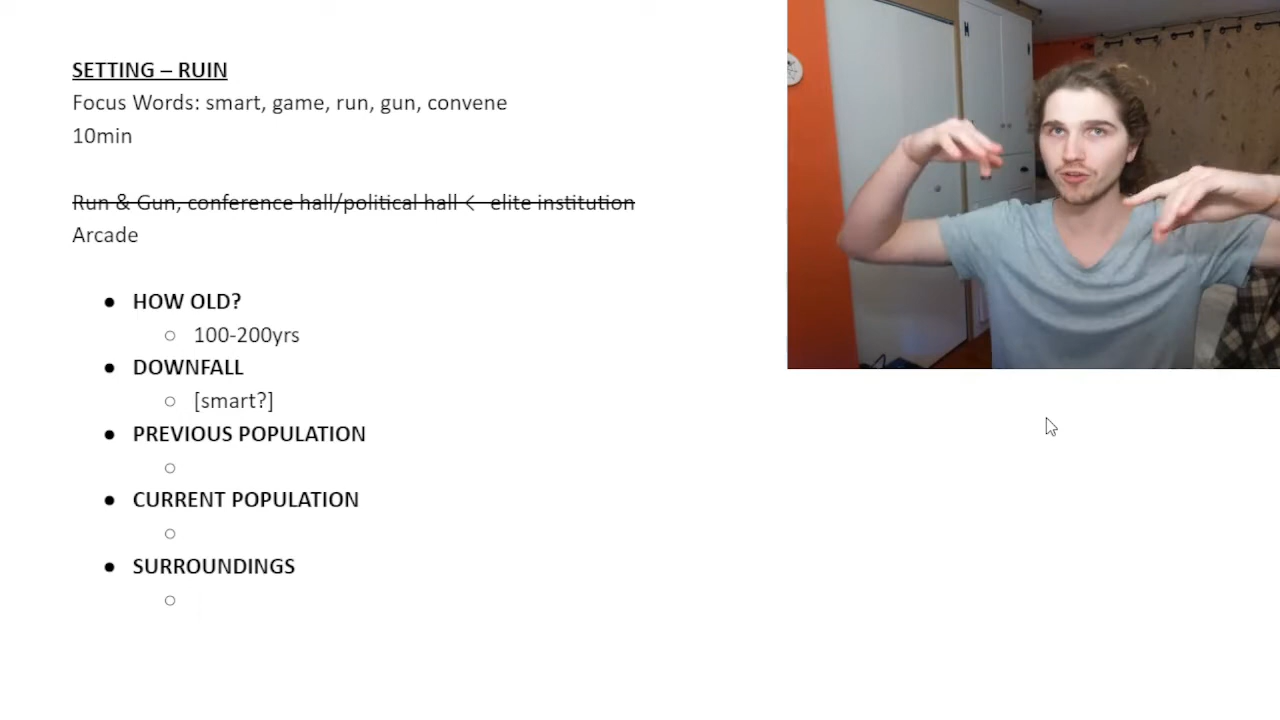 SETTING – RUIN
Focus Words: smart, game, run, gun, convene
10min
Run & Gun, conference hall/political hall <- elite institution
Arcade
● HOW OLD?
○ 100-200yrs
● DOWNFALL
○ [smart?]
● PREVIOUS POPULATION
○
● CURRENT POPULATION
○
● SURROUNDINGS
○